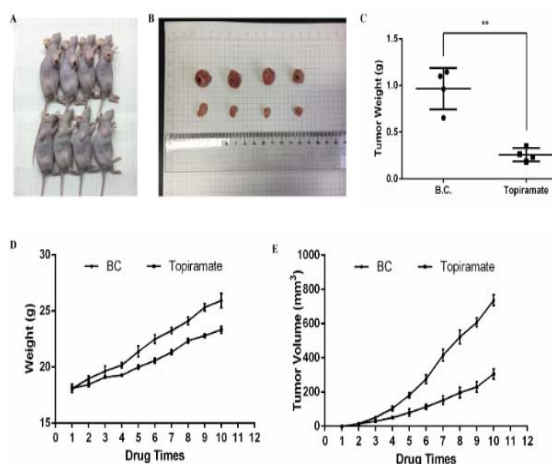 A
B
C
**
Tumor Weight (g)
1.5
1.0
0.5
0.0
B.C.
Topiramate
D
BC
Topiramate
Weight (g)
30
25
20
15
0 1 2 3 4 5 6 7 8 9 10 11 12
Drug Times
E
BC
Topiramate
Tumor Volume (mm³)
1000
800
600
400
200
0
0 1 2 3 4 5 6 7 8 9 10 11 12
Drug Times